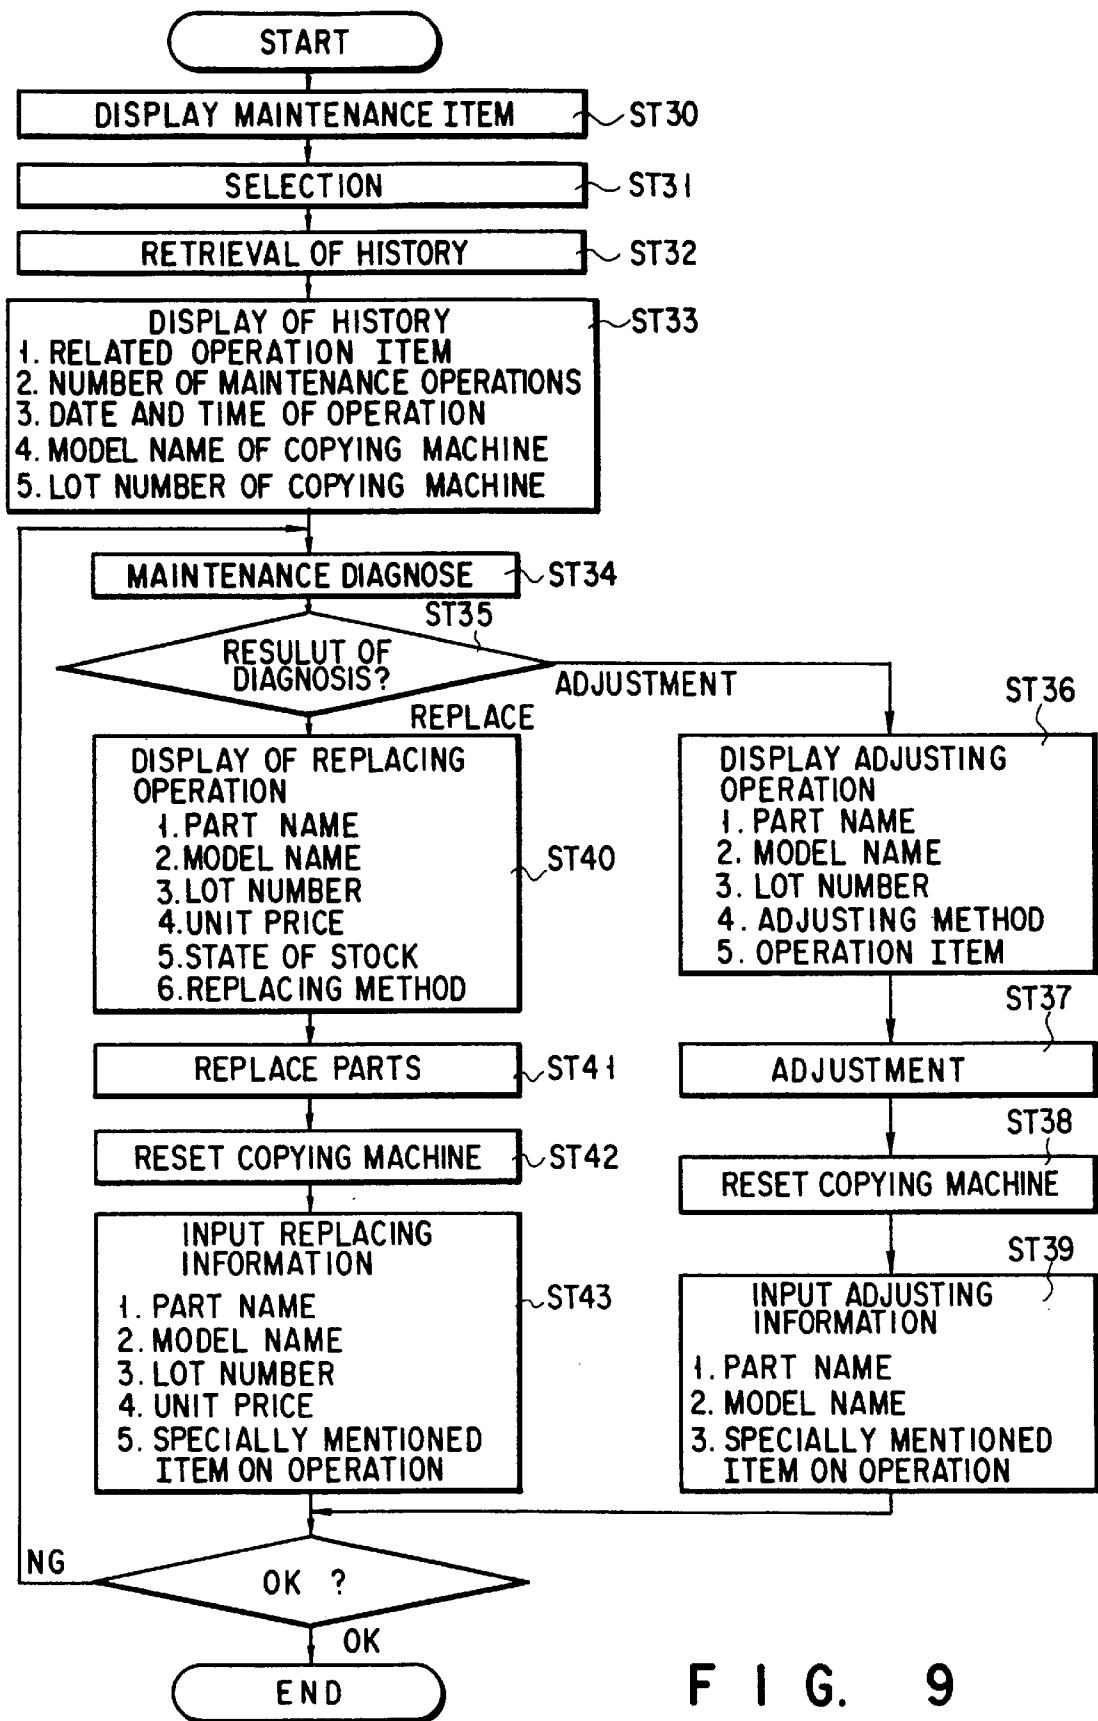 START
DISPLAY MAINTENANCE ITEM
ST30
SELECTION
ST31
RETRIEVAL OF HISTORY
ST32
DISPLAY OF HISTORY
ST33
1. RELATED OPERATION ITEM
2. NUMBER OF MAINTENANCE OPERATIONS
3. DATE AND TIME OF OPERATION
4. MODEL NAME OF COPYING MACHINE
5. LOT NUMBER OF COPYING MACHINE
MAINTENANCE DIAGNOSE
ST34
ST35
RESULUT OF
DIAGNOSIS?
ADJUSTMENT
REPLACE
DISPLAY OF REPLACING
OPERATION
1. PART NAME
2. MODEL NAME
3. LOT NUMBER
4. UNIT PRICE
5. STATE OF STOCK
6. REPLACING METHOD
ST40
REPLACE PARTS
ST41
RESET COPYING MACHINE
ST42
INPUT REPLACING
INFORMATION
1. PART NAME
2. MODEL NAME
3. LOT NUMBER
4. UNIT PRICE
5. SPECIALLY MENTIONED
ITEM ON OPERATION
ST43
ST36
DISPLAY ADJUSTING
OPERATION
1. PART NAME
2. MODEL NAME
3. LOT NUMBER
4. ADJUSTING METHOD
5. OPERATION ITEM
ST37
ADJUSTMENT
ST38
RESET COPYING MACHINE
ST39
INPUT ADJUSTING
INFORMATION
1. PART NAME
2. MODEL NAME
3. SPECIALLY MENTIONED
ITEM ON OPERATION
NG
OK ?
OK
END
FIG. 9